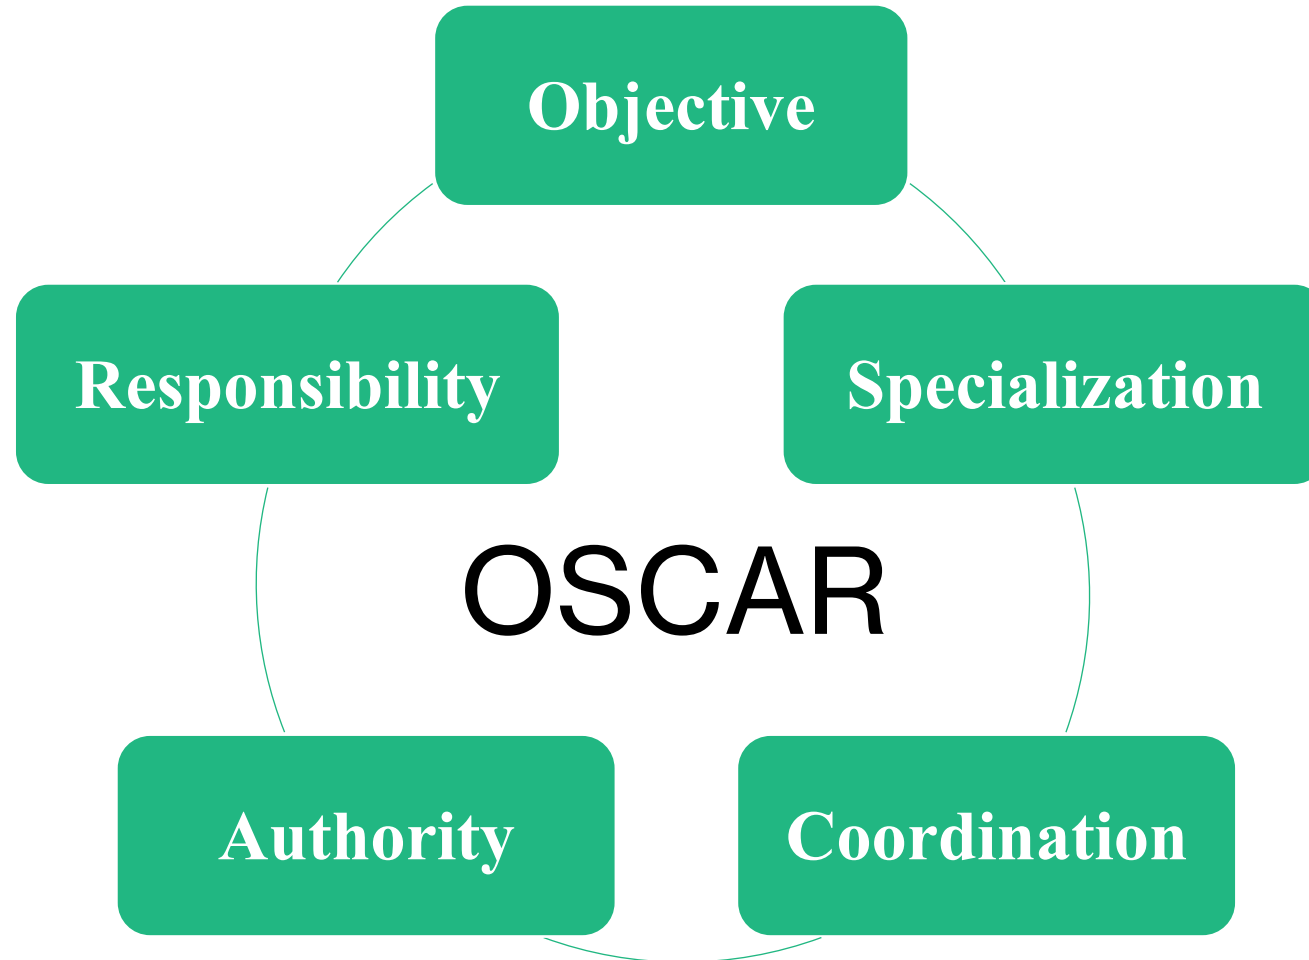 Objective
Responsibility
Specialization
OSCAR
Authority
Coordination